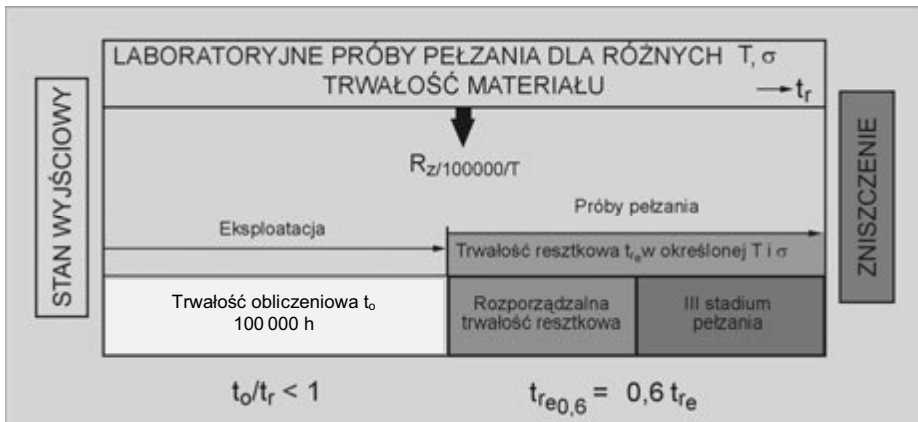 LABORATORYJNE PRÓBY PEŁZANIA DLA RÓŻNYCH T, σ
TRWAŁOŚĆ MATERIAŁU
→ tr
STAN WYJŚCIOWY
ZNISZCZENIE
Rz/100000/T
Próby pełzania
Eksploatacja
Trwałość resztkowa tre w określonej T i σ
Trwałość obliczeniowa to
100 000 h
Rozporządzalna
trwałość resztkowa
III stadium
pełzania
to/tr < 1
tre0,6 = 0,6 tre